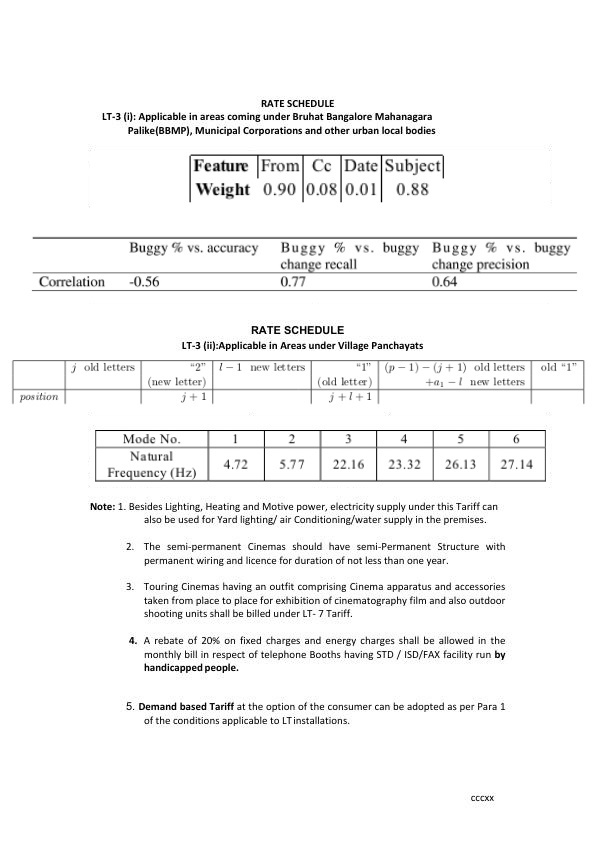 RATE SCHEDULE
LT-3 (i): Applicable in areas coming under Bruhat Bangalore Mahanagara
Palike(BBMP), Municipal Corporations and other urban local bodies
Feature From Cc Date Subject
Weight 0.90 0.08 0.01 0.88
Buggy % vs. accuracy Buggy % vs. buggy Buggy % vs. buggy
change recall change precision
Correlation -0.56 0.77 0.64
RATE SCHEDULE
LT-3 (ii):Applicable in Areas under Village Panchayats
j old letters "2" l − 1 new letters "1" (p − 1) − (j + 1) old letters old "1"
(new letter) (old letter) +a₁ − l new letters
position j + 1 j + l + 1
Mode No. 1 2 3 4 5 6
Natural
Frequency (Hz) 4.72 5.77 22.16 23.32 26.13 27.14
Note: 1. Besides Lighting, Heating and Motive power, electricity supply under this Tariff can
also be used for Yard lighting/ air Conditioning/water supply in the premises.
2. The semi-permanent Cinemas should have semi-Permanent Structure with
permanent wiring and licence for duration of not less than one year.
3. Touring Cinemas having an outfit comprising Cinema apparatus and accessories
taken from place to place for exhibition of cinematography film and also outdoor
shooting units shall be billed under LT- 7 Tariff.
4. A rebate of 20% on fixed charges and energy charges shall be allowed in the
monthly bill in respect of telephone Booths having STD / ISD/FAX facility run by
handicapped people.
5. Demand based Tariff at the option of the consumer can be adopted as per Para 1
of the conditions applicable to LT installations.
cccxx